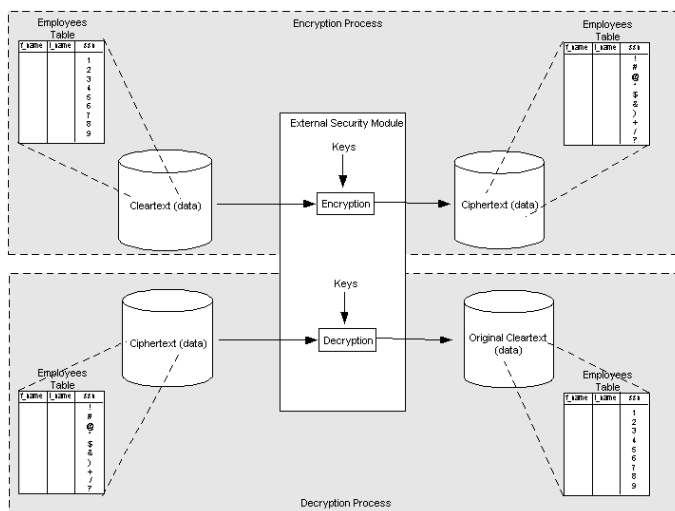 Encryption Process
Employees
Table
f_name l_name ssn
1
2
3
4
5
6
7
8
9
Cleartext (data)
External Security Module
Keys
Encryption
Employees
Table
f_name l_name ssn
!
#
@
$
&
)
+
/
?
Ciphertext (data)
Ciphertext (data)
Employees
Table
f_name l_name ssn
!
#
@
$
&
)
+
/
?
Keys
Decryption
Original Cleartext
(data)
Employees
Table
f_name l_name ssn
1
2
3
4
5
6
7
8
9
Decryption Process